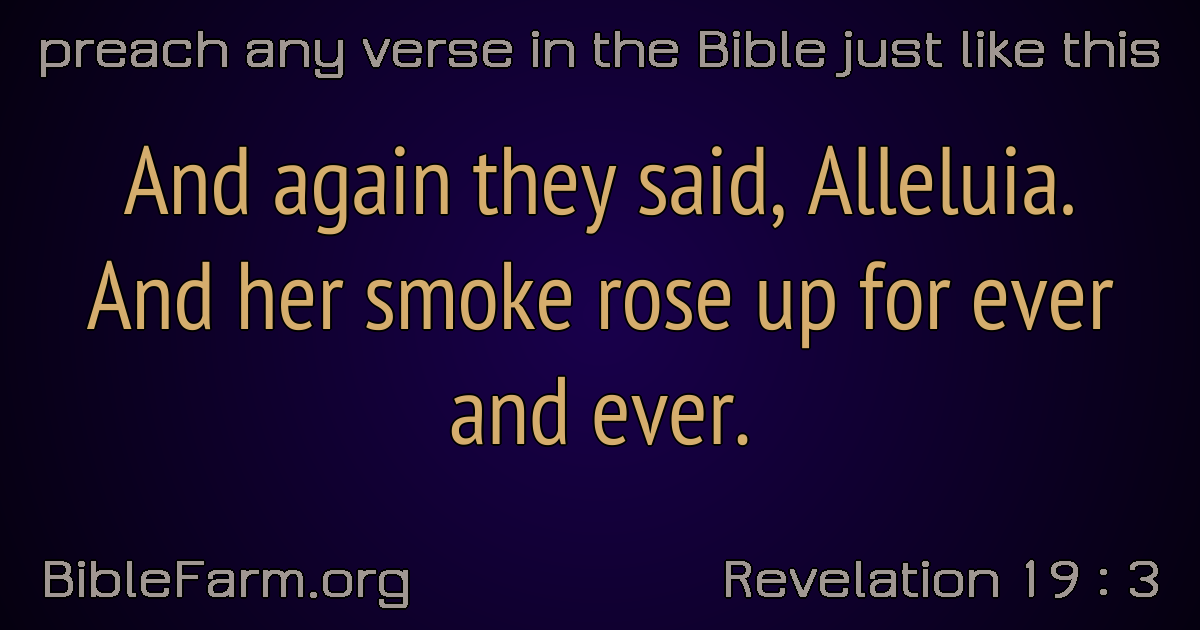 preach any verse in the Bible just like this
And again they said, Alleluia.
And her smoke rose up for ever
and ever.
BibleFarm.org
Revelation 19 : 3